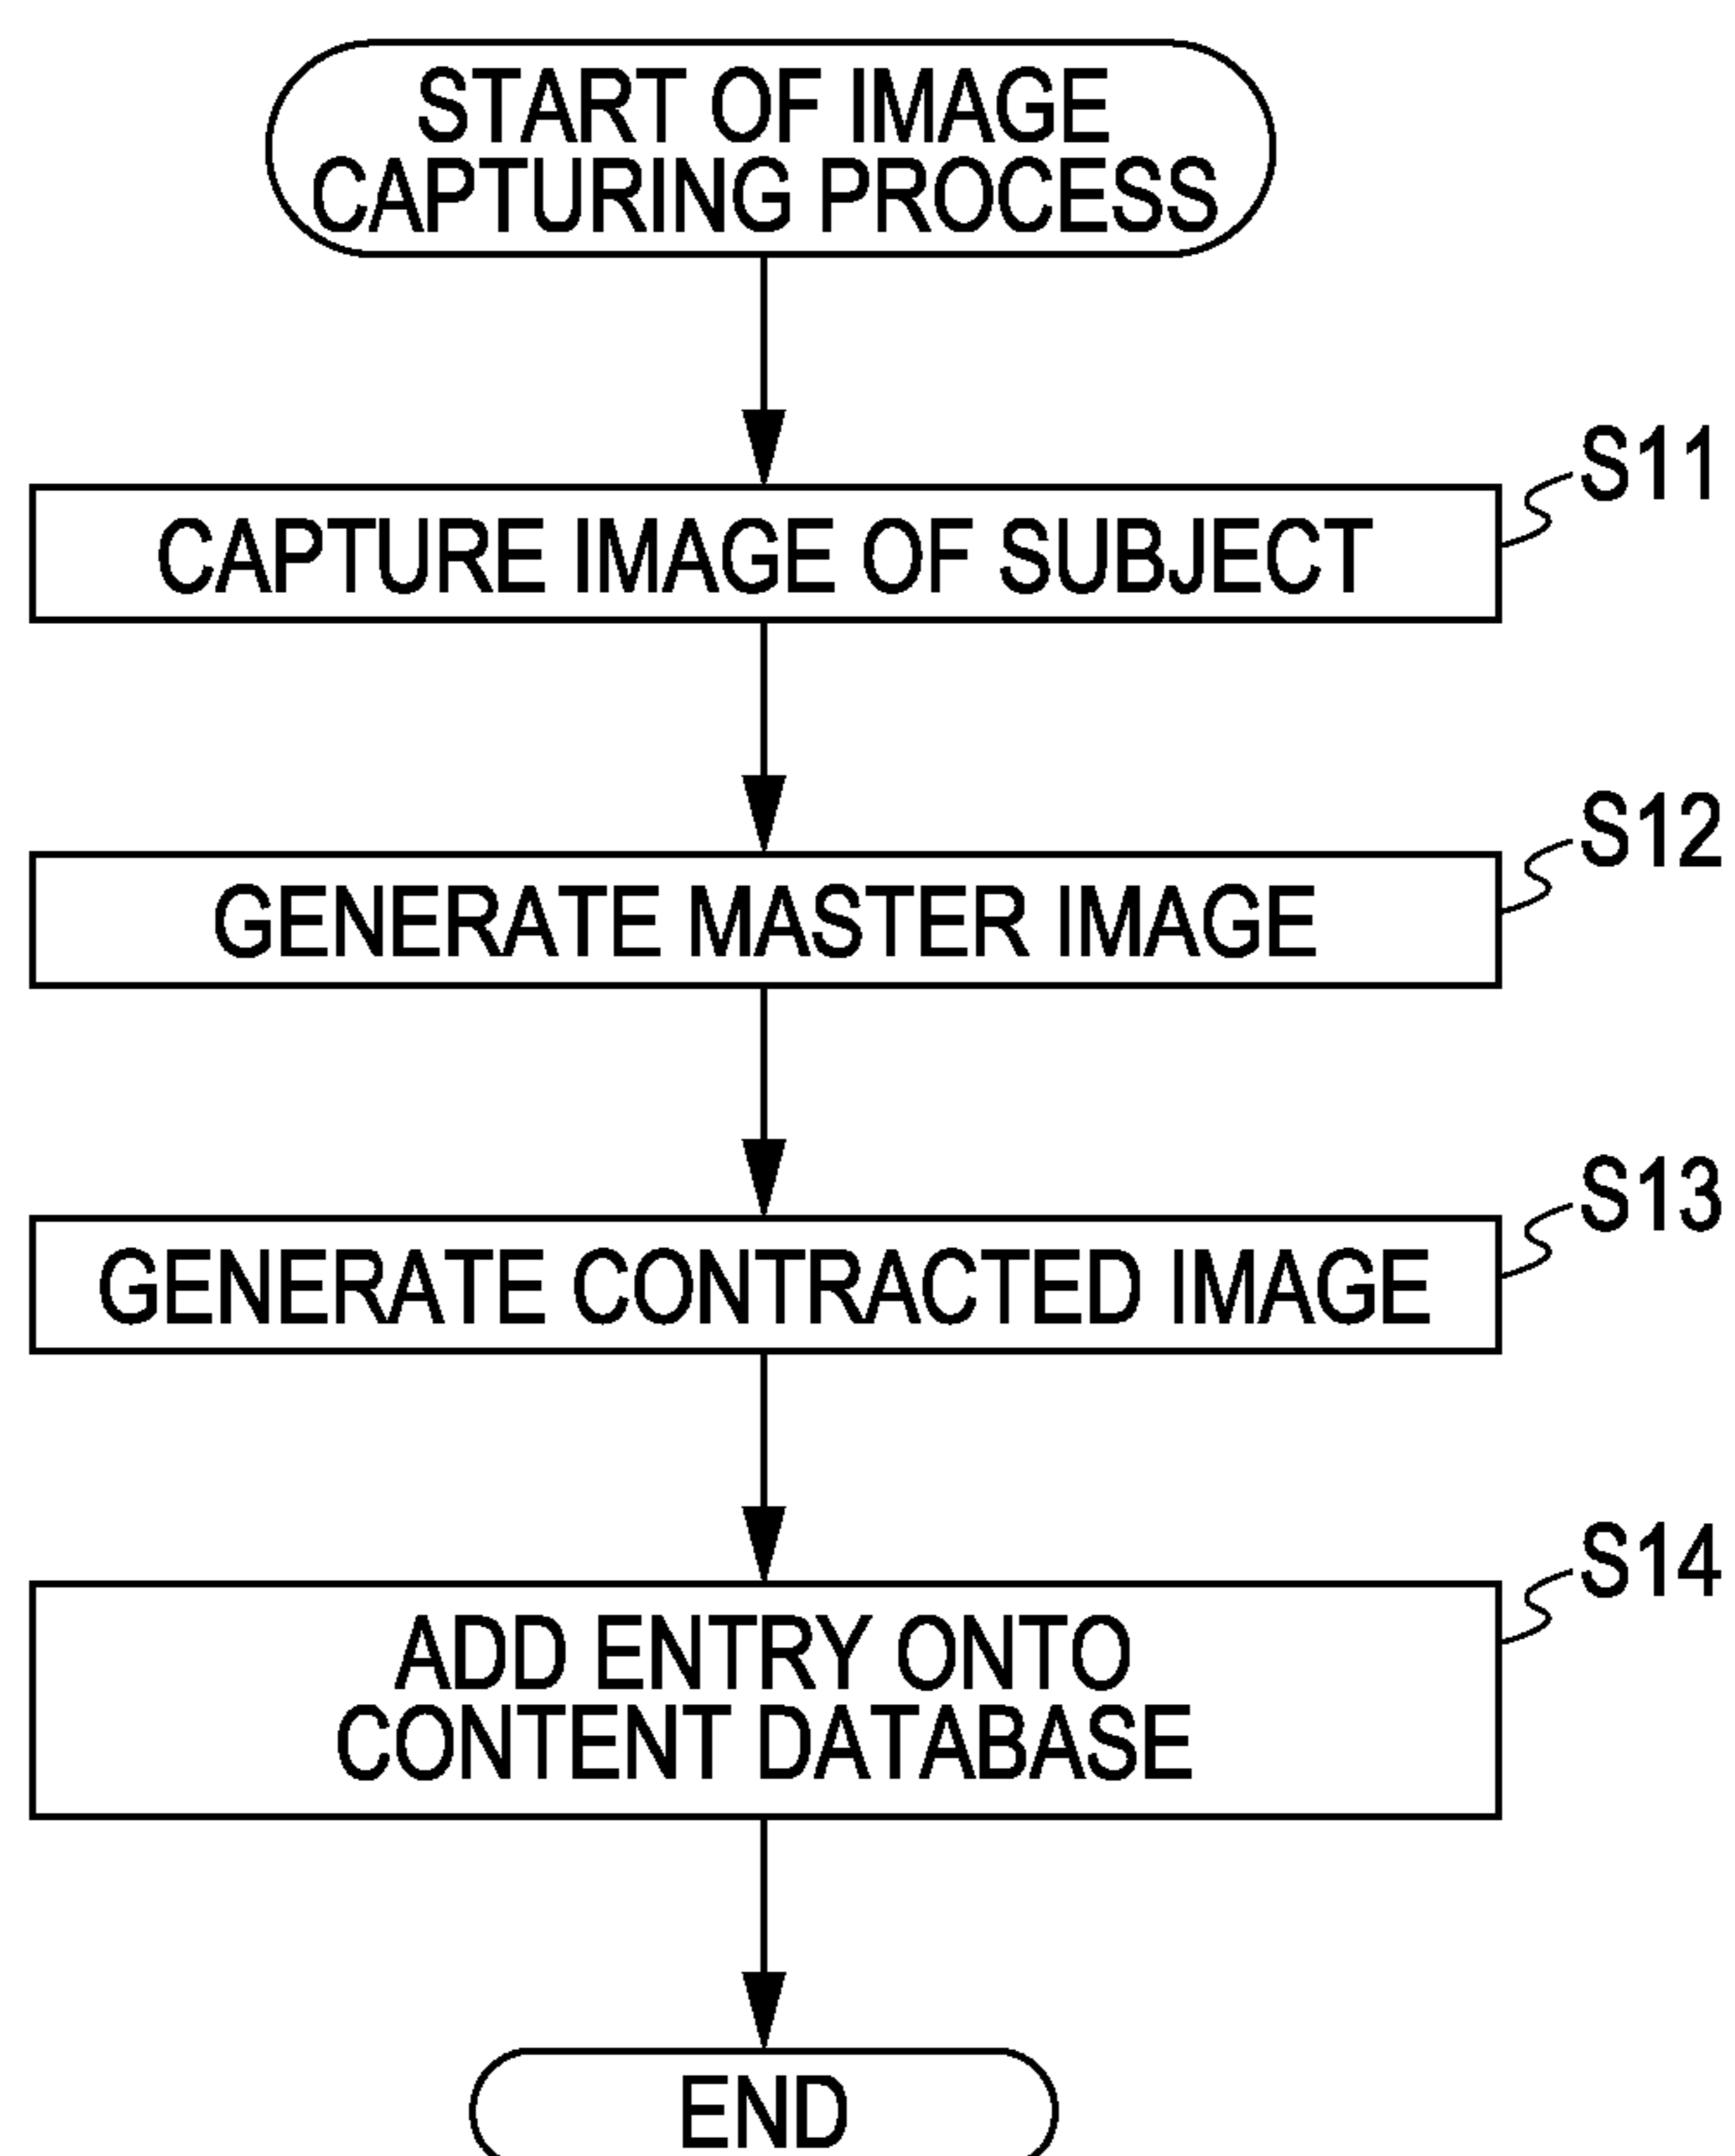 START OF IMAGE
CAPTURING PROCESS
S11
CAPTURE IMAGE OF SUBJECT
S12
GENERATE MASTER IMAGE
S13
GENERATE CONTRACTED IMAGE
S14
ADD ENTRY ONTO
CONTENT DATABASE
END